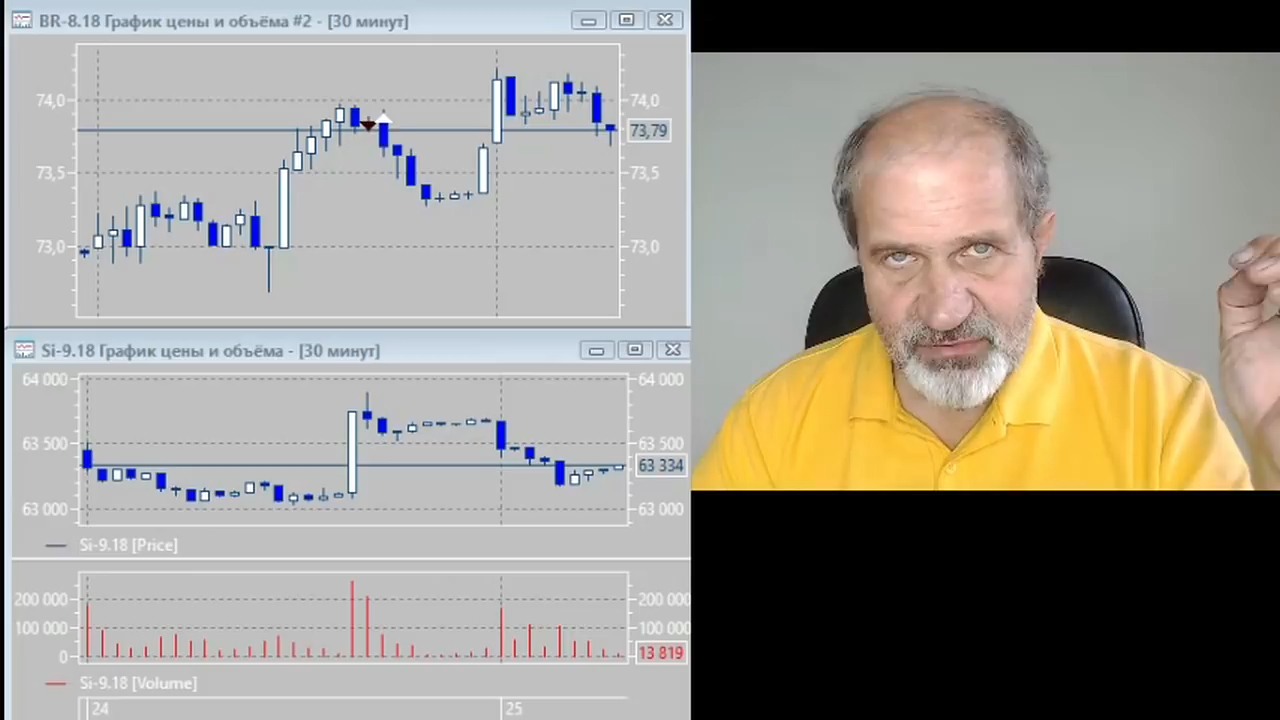 BR-8.18 График цены и объёма #2 - [30 минут]
74,0 74,0
73,79
73,5 73,5
73,0 73,0
Si-9.18 График цены и объёма - [30 минут]
64 000 64 000
63 500 63 500
63 334
63 000 63 000
Si-9.18 [Price]
200 000 200 000
100 000 100 000
0 13 819
Si-9.18 [Volume]
24 25